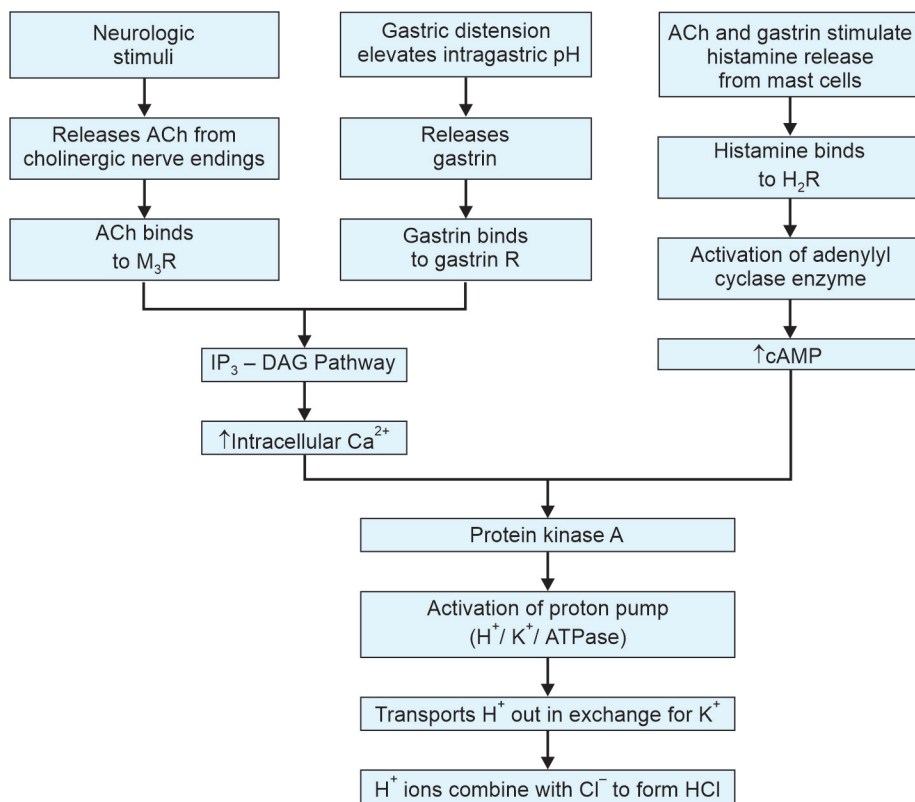 Neurologic
stimuli
Releases ACh from
cholinergic nerve endings
ACh binds
to M₃R
Gastric distension
elevates intragastric pH
Releases
gastrin
Gastrin binds
to gastrin R
IP₃ – DAG Pathway
↑Intracellular Ca²⁺
ACh and gastrin stimulate
histamine release
from mast cells
Histamine binds
to H₂R
Activation of adenylyl
cyclase enzyme
↑cAMP
Protein kinase A
Activation of proton pump
(H⁺/ K⁺/ ATPase)
Transports H⁺ out in exchange for K⁺
H⁺ ions combine with Cl⁻ to form HCl